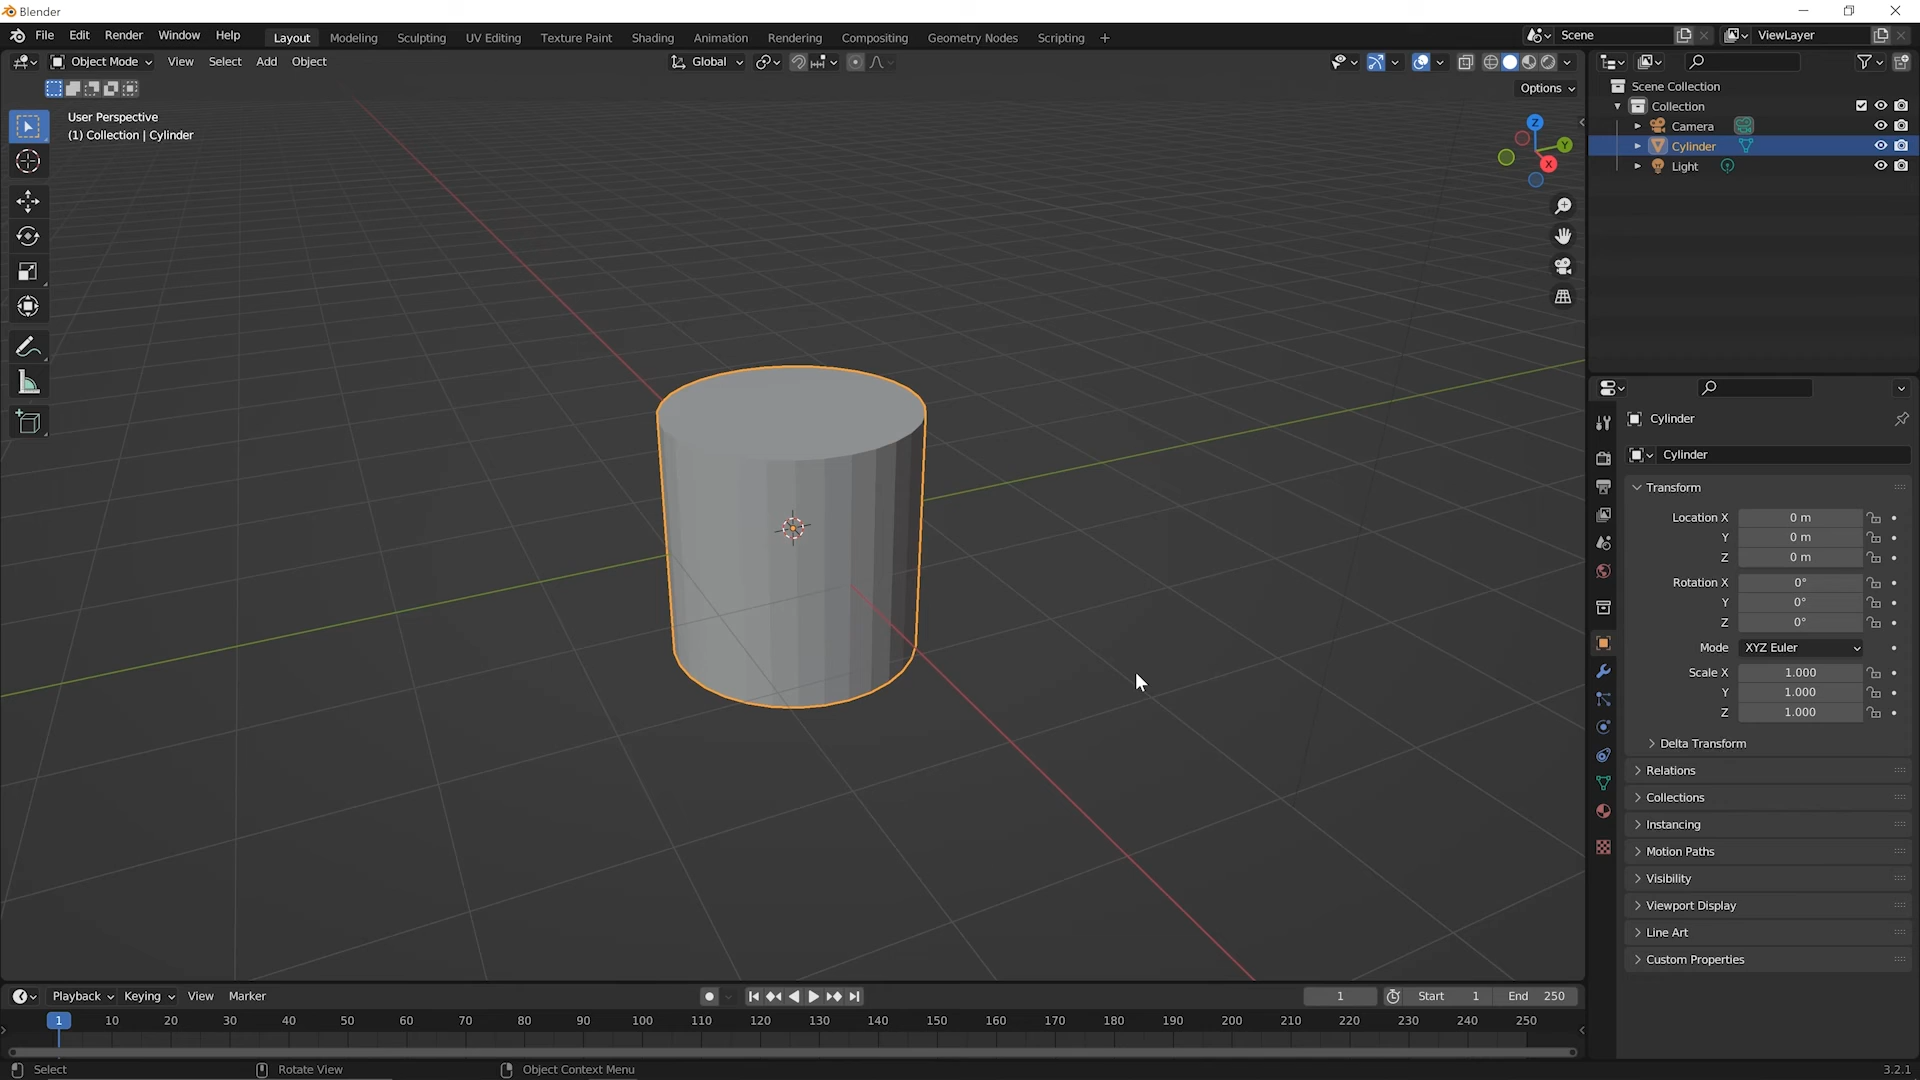 Blender
File Edit Render Window Help
Layout Modeling Sculpting UV Editing Texture Paint Shading Animation Rendering Compositing Geometry Nodes Scripting +
Scene
ViewLayer
Object Mode View Select Add Object
Global
Options
User Perspective
(1) Collection | Cylinder
Z
Y
X
Scene Collection
Collection
Camera
Cylinder
Light
Cylinder
Cylinder
Transform
Location X 0 m
Y 0 m
Z 0 m
Rotation X 0°
Y 0°
Z 0°
Mode XYZ Euler
Scale X 1.000
Y 1.000
Z 1.000
Delta Transform
Relations
Collections
Instancing
Motion Paths
Visibility
Viewport Display
Line Art
Custom Properties
Playback Keying View Marker
1 Start 1 End 250
1 10 20 30 40 50 60 70 80 90 100 110 120 130 140 150 160 170 180 190 200 210 220 230 240 250
Select Rotate View Object Context Menu
3.2.1